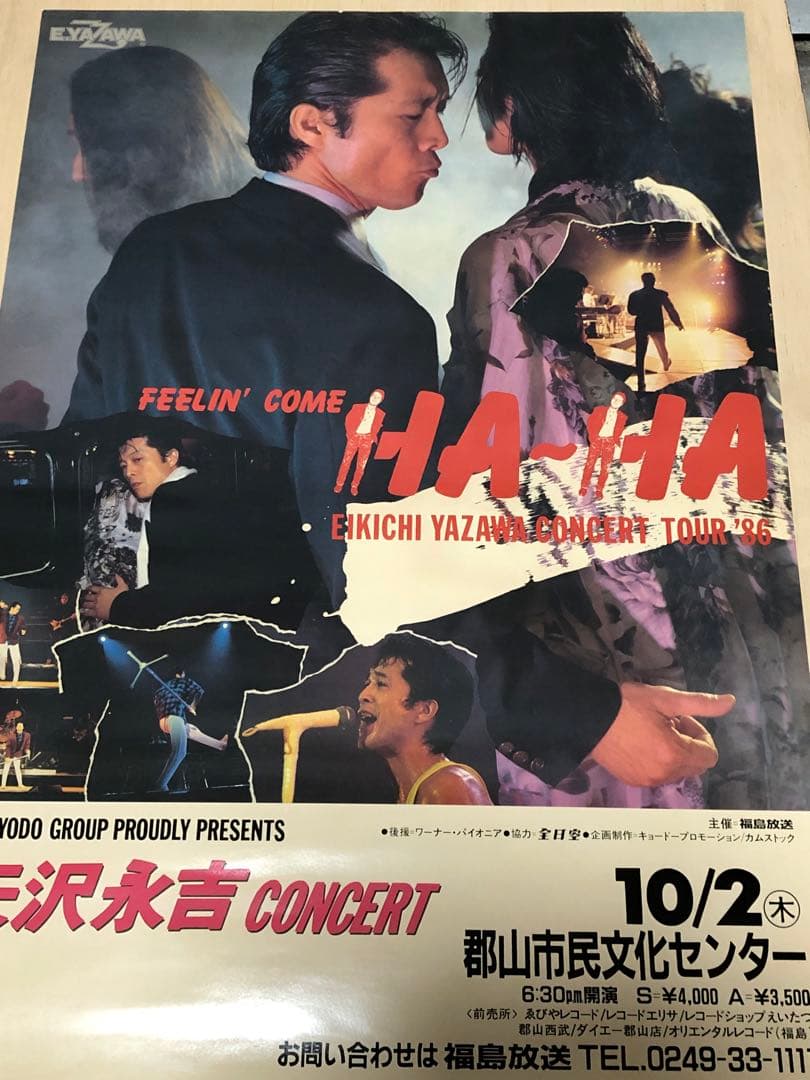 E.YAZAWA
FEELIN' COME
HA~HA
EIKICHI YAZAWA CONCERT TOUR '86
YODO GROUP PROUDLY PRESENTS
主催=福島放送
●後援=ワーナー・パイオニア●協力=全日空●企画制作=キョードープロモーション/カムストック
矢沢永吉 CONCERT
10/2㊍
郡山市民文化センター
6:30p.m.開演 S=¥4,000 A=¥3,500
〈前売所〉ゑびやレコード/レコードエリサ/レコードショップえいたつ
郡山西武/ダイエー郡山店/オリエンタルレコード(福島
お問い合わせは 福島放送 TEL.0249-33-111